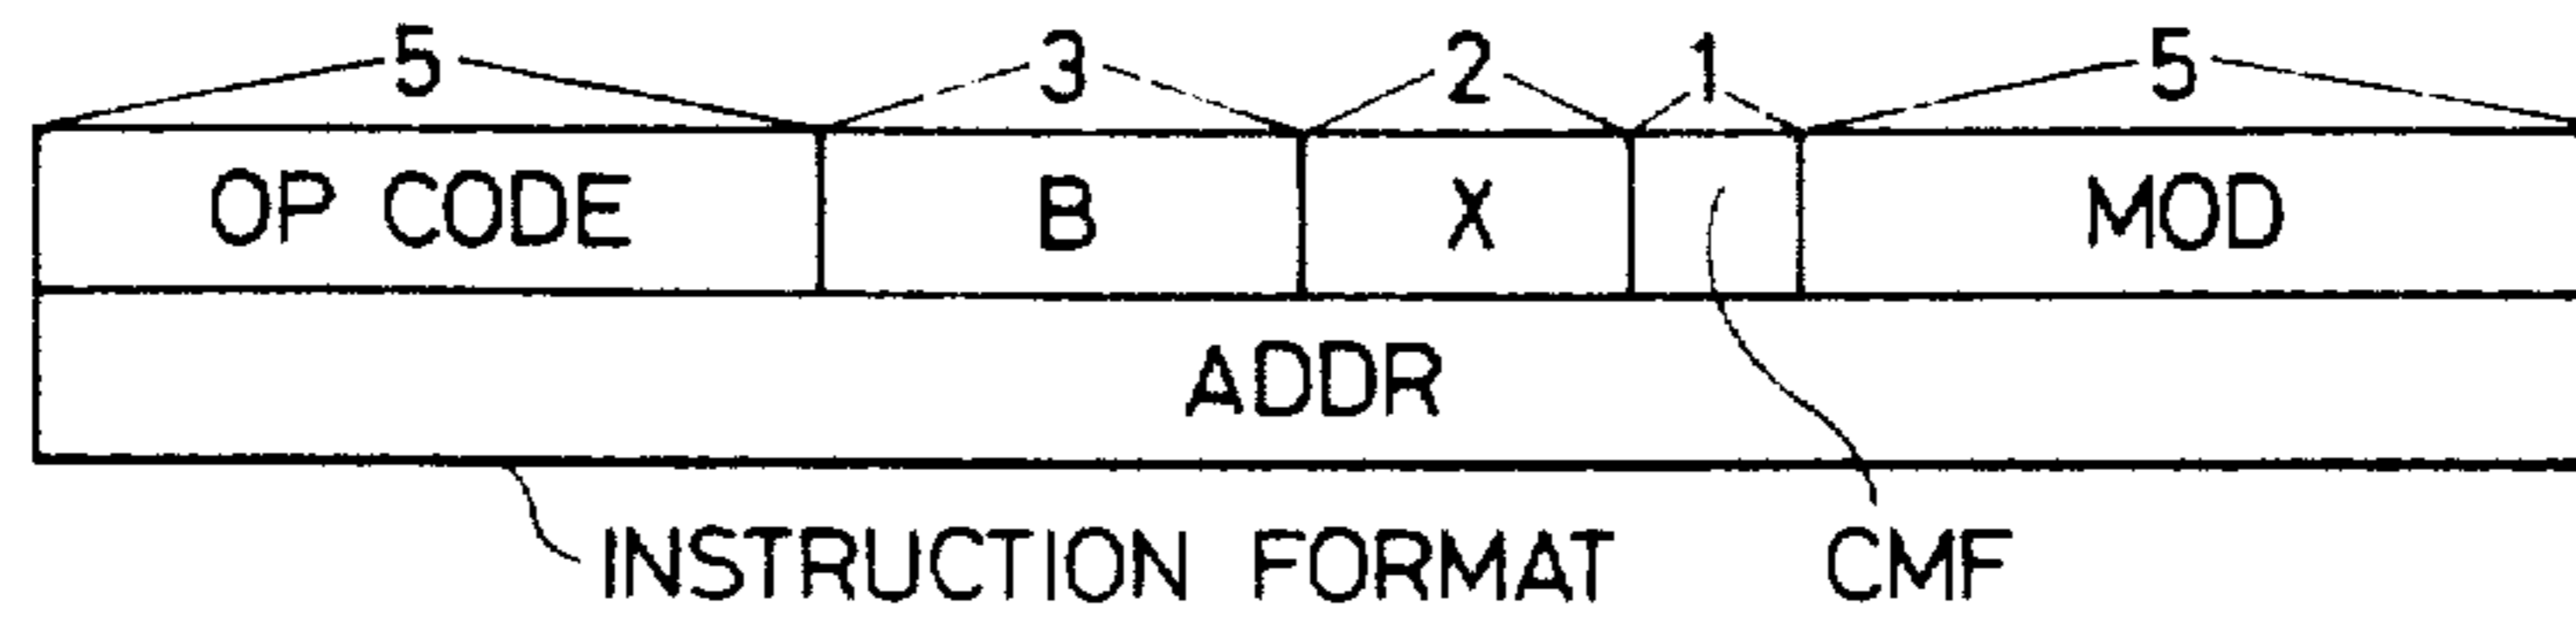 5 3 2 1 5
OP CODE B X MOD
ADDR
INSTRUCTION FORMAT CMF